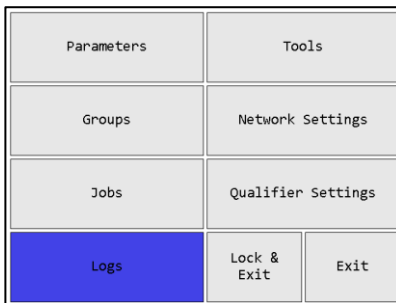 Parameters
Tools
Groups
Network Settings
Jobs
Qualifier Settings
Logs
Lock &
Exit
Exit